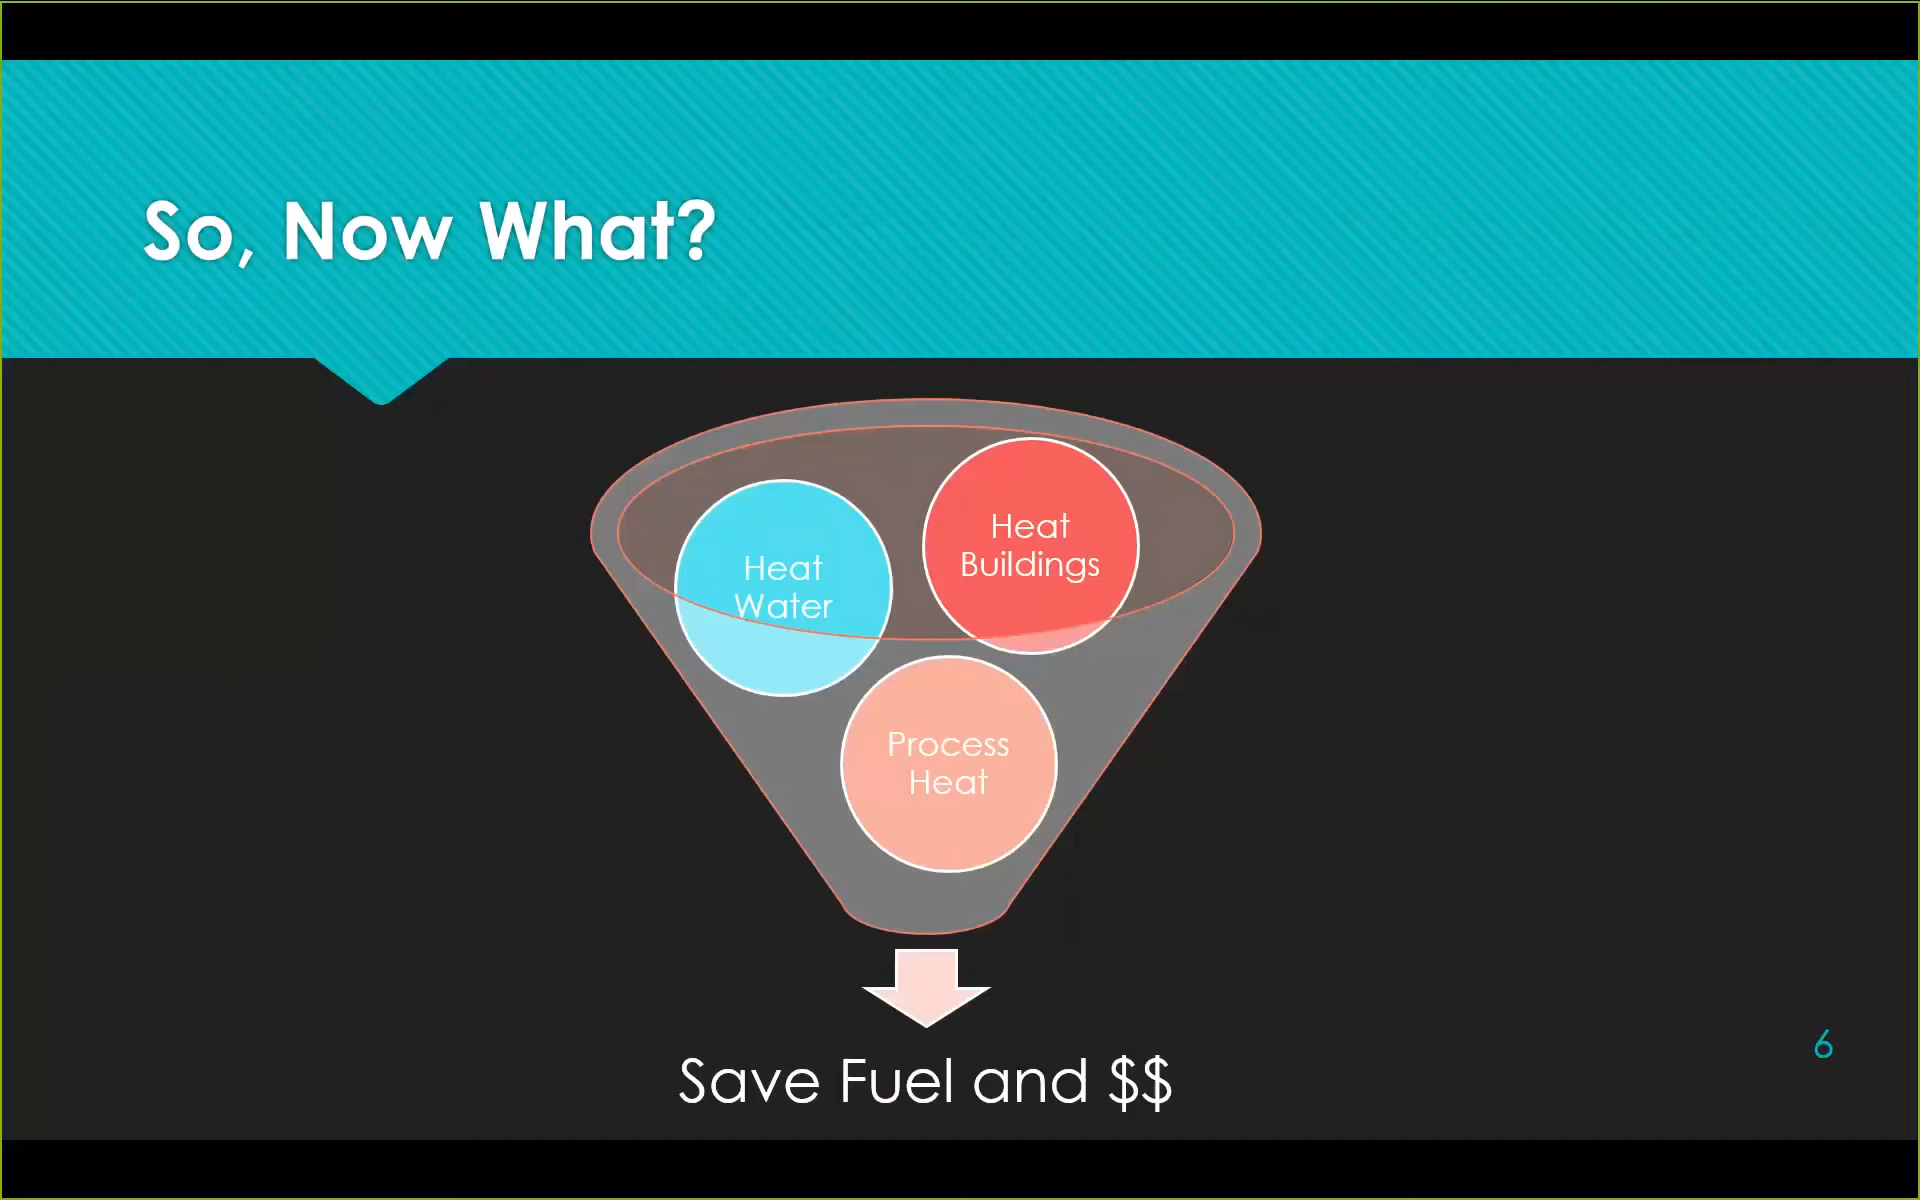 So, Now What?
Heat
Water
Heat
Buildings
Process
Heat
Save Fuel and $$
6